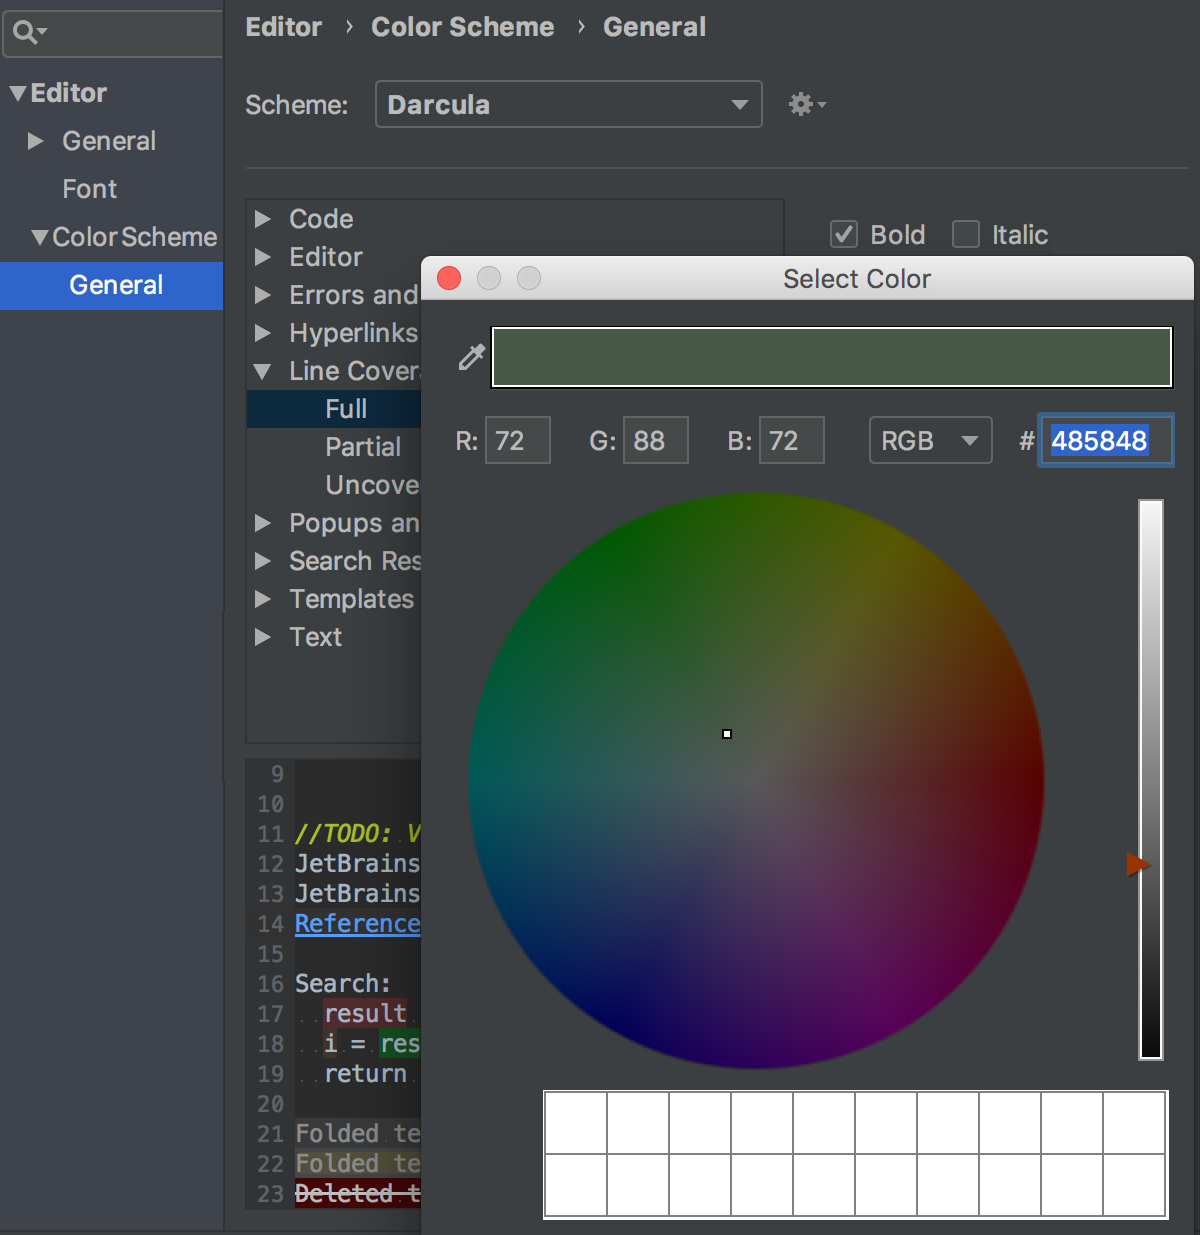 Editor › Color Scheme › General
Editor
General
Font
Color Scheme
General
Scheme: Darcula
Code
Editor
Errors and
Hyperlinks
Line Cover
Full
Partial
Uncove
Popups an
Search Res
Templates
Text
Bold Italic
Select Color
R: 72 G: 88 B: 72 RGB # 485848
9
10
11 //TODO: V
12 JetBrains
13 JetBrains
14 Reference
15
16 Search:
17 result
18 i = res
19 return
20
21 Folded te
22 Folded te
23 Deleted t